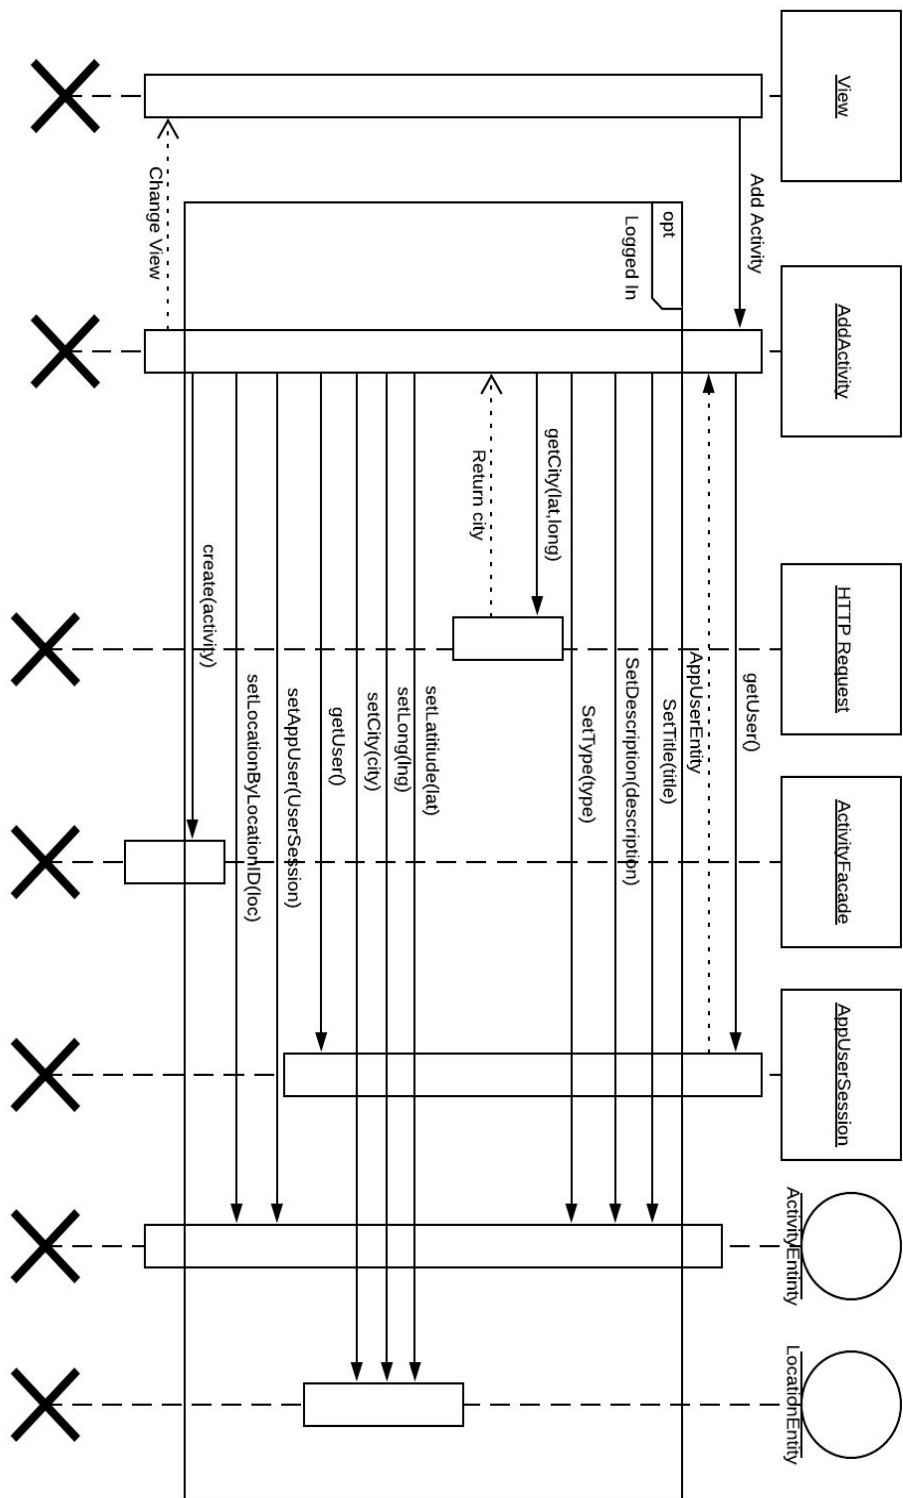 View
AddActivity
HTTP Request
ActivityFacade
AppUserSession
ActivityEntinty
LocationEntity
Add Activity
getUser()
AppUserEntity
opt
Logged In
SetTitle(title)
SetDescription(description)
SetType(type)
getCity(lat,long)
Return city
setLatitiude(lat)
setLong(lng)
setCity(city)
getUser()
setAppUser(UserSession)
setLocationByLocationID(loc)
create(activity)
Change View